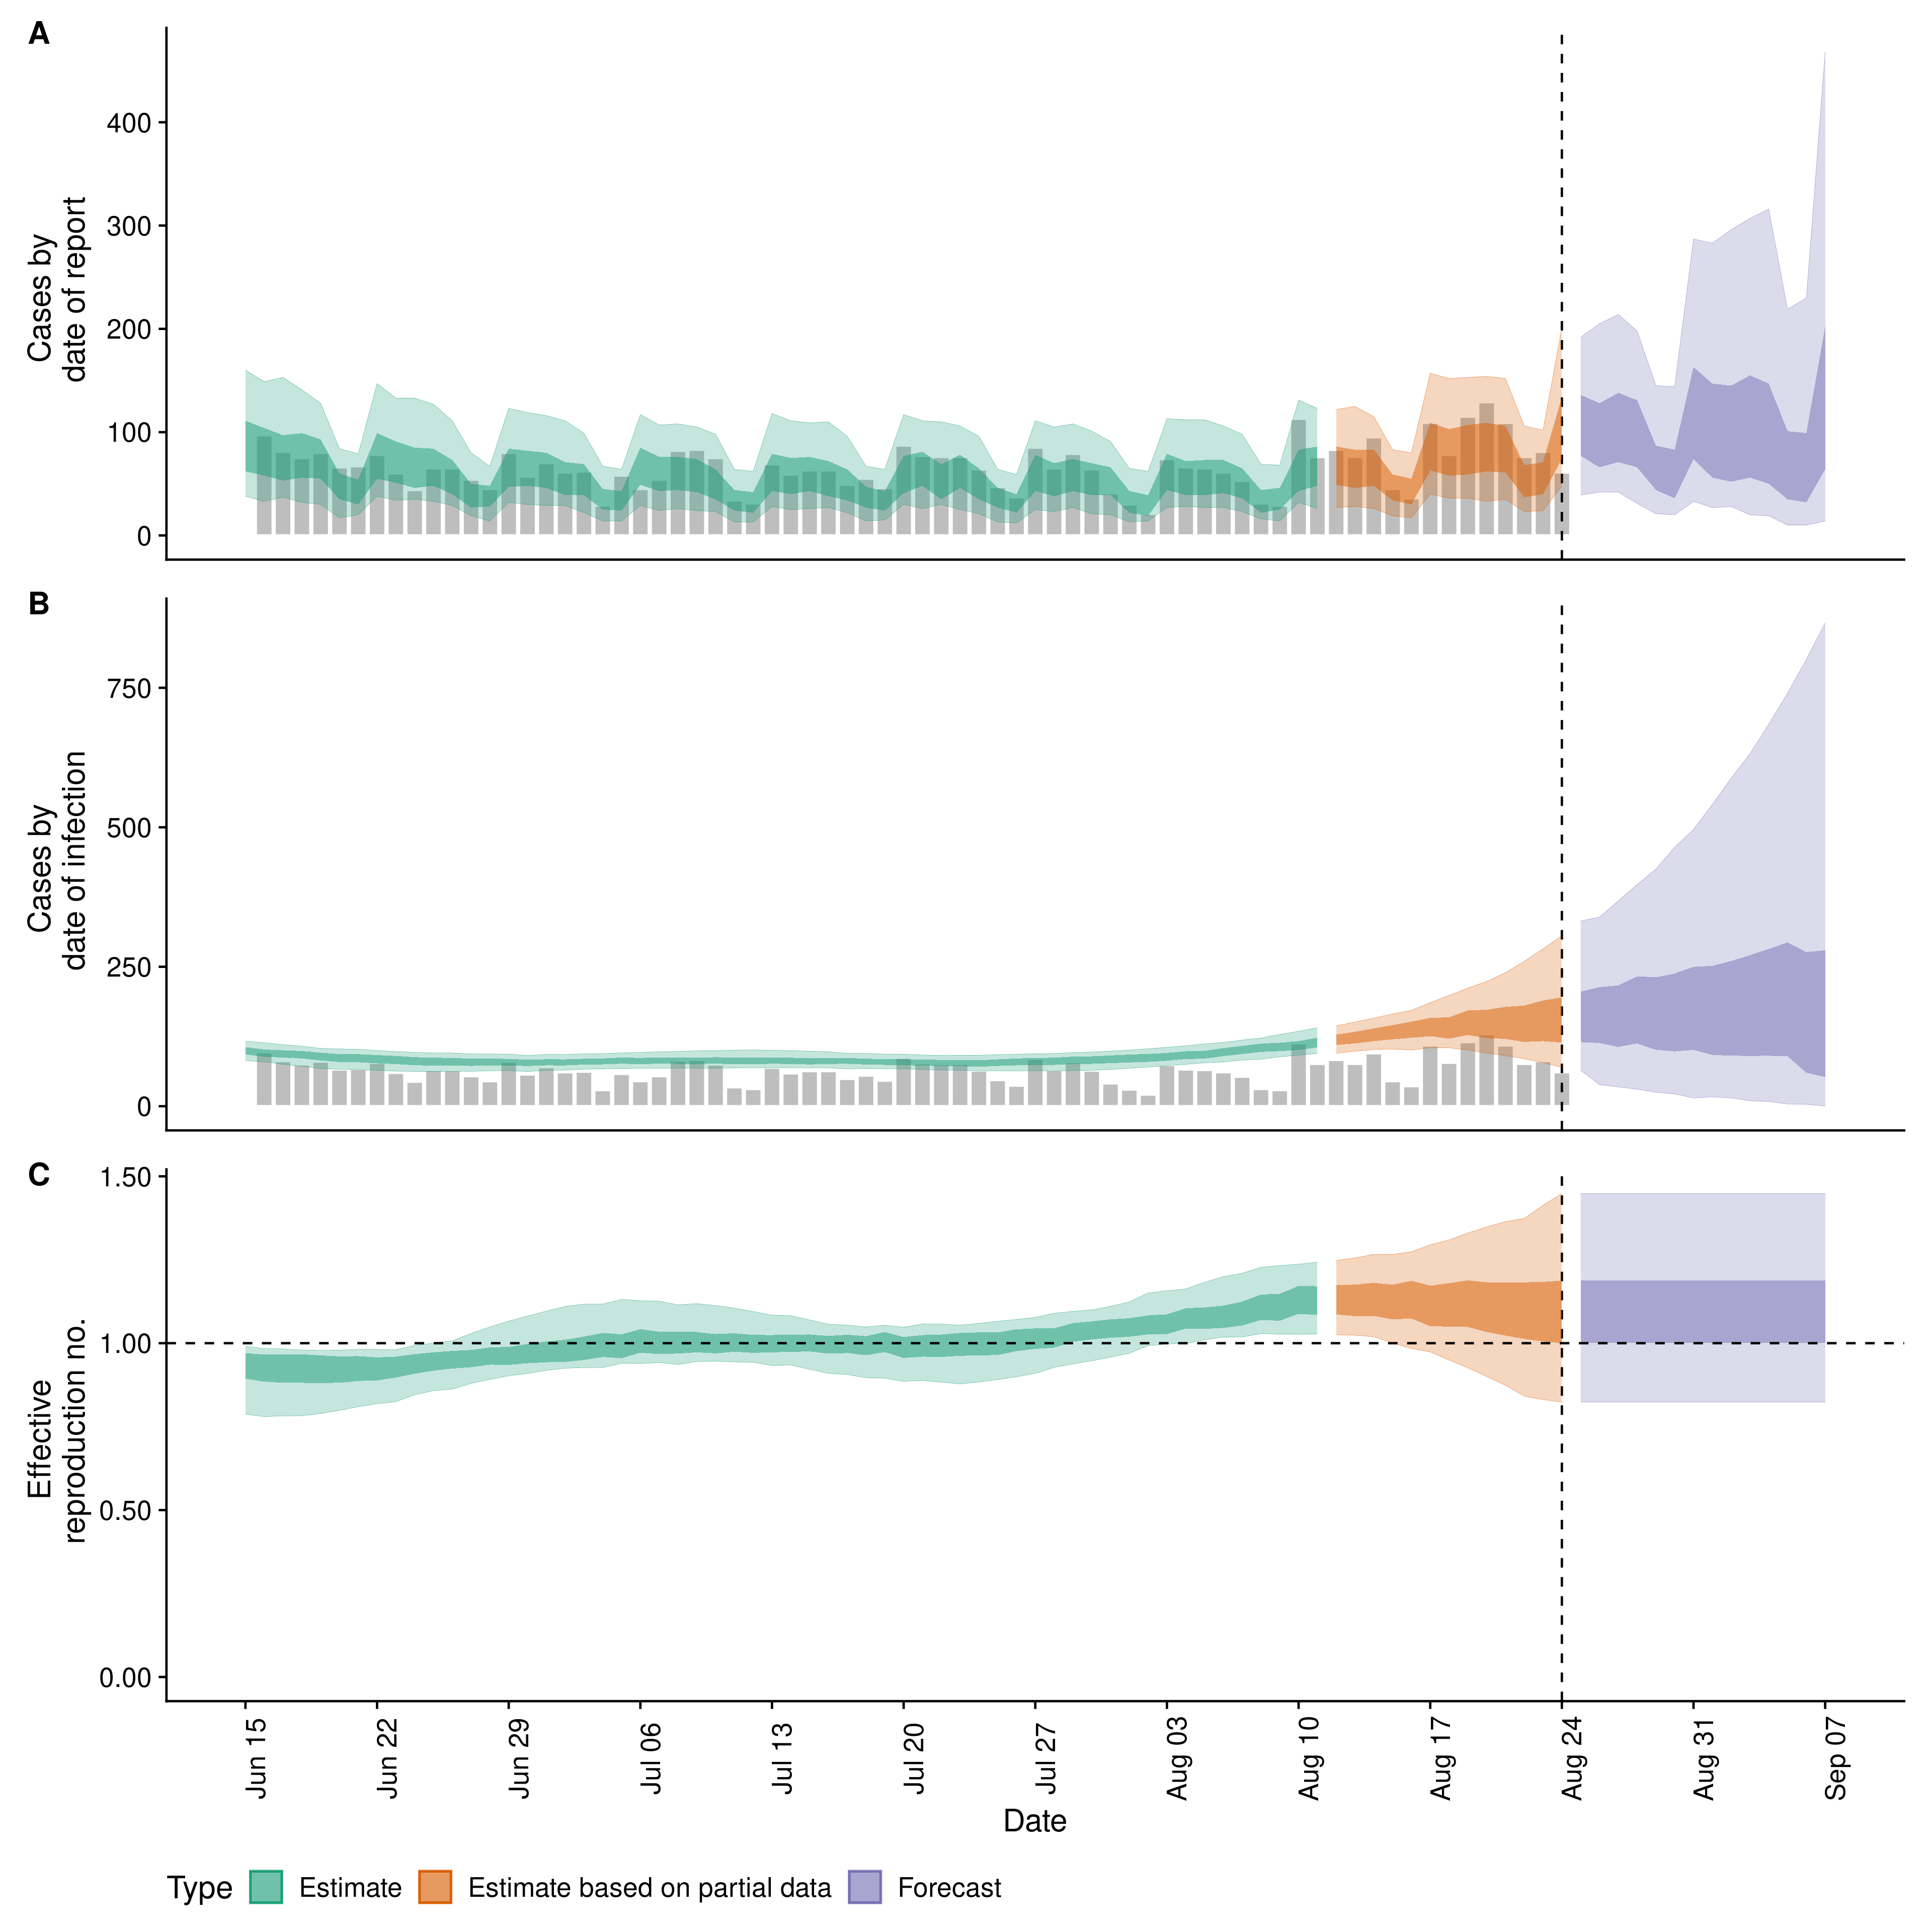 A
Cases by
date of report
400
300
200
100
0
B
Cases by
date of infection
750
500
250
0
C
Effective
reproduction no.
1.50
1.00
0.50
0.00
Jun 15
Jun 22
Jun 29
Jul 06
Jul 13
Jul 20
Jul 27
Aug 03
Aug 10
Aug 17
Aug 24
Aug 31
Sep 07
Date
Type Estimate Estimate based on partial data Forecast